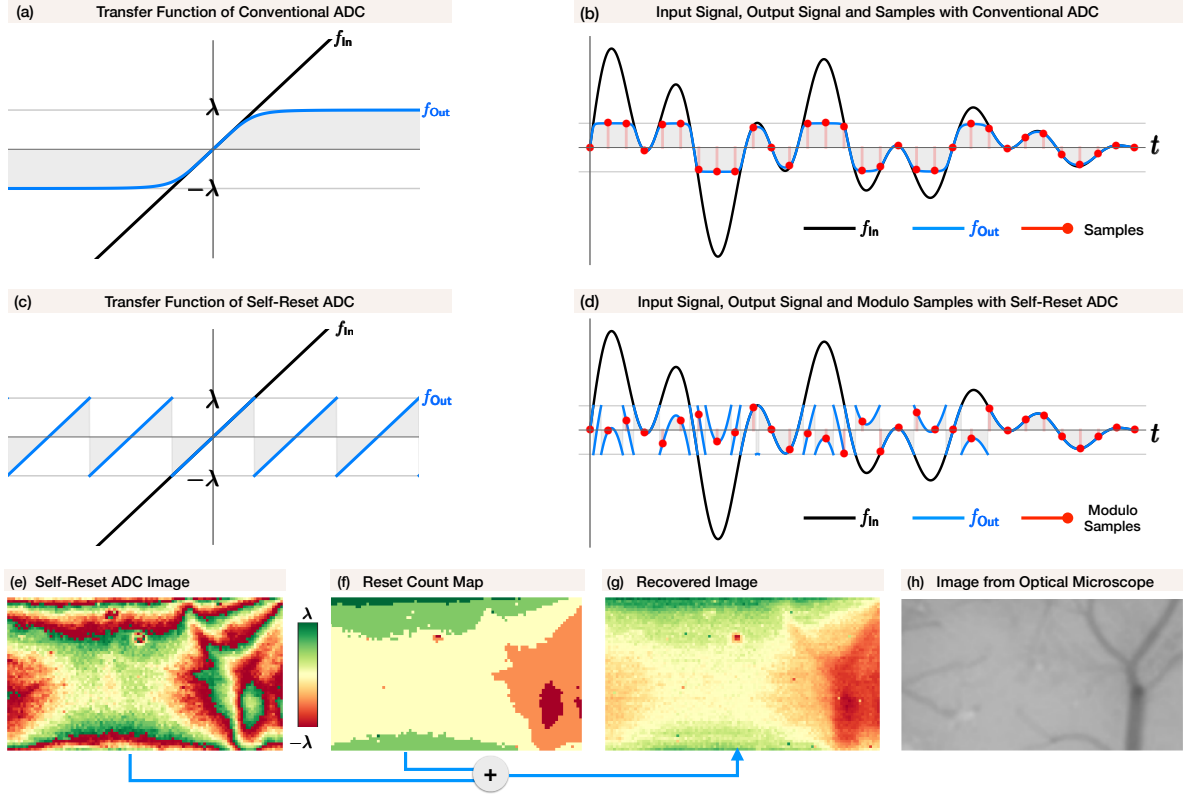 (a) Transfer Function of Conventional ADC
f_In
λ
f_Out
−λ
(b) Input Signal, Output Signal and Samples with Conventional ADC
t
f_In f_Out Samples
(c) Transfer Function of Self-Reset ADC
f_In
λ
f_Out
−λ
(d) Input Signal, Output Signal and Modulo Samples with Self-Reset ADC
t
f_In f_Out Modulo
Samples
(e) Self-Reset ADC Image
λ
−λ
(f) Reset Count Map
(g) Recovered Image
(h) Image from Optical Microscope
+